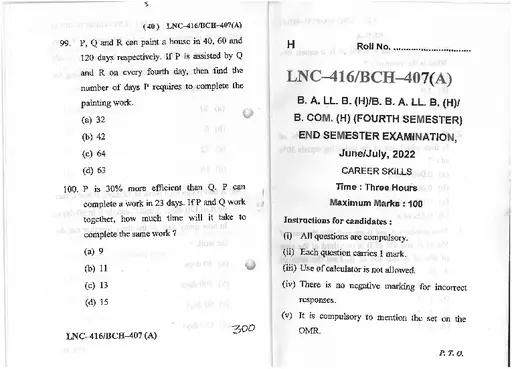 (40) LNC-416/BCH-407(A)
99. P, Q and R can paint a house in 40, 60 and
120 days respectively. If P is assisted by Q
and R on every fourth day, then find the
number of days P requires to complete the
painting work.
(a) 32
(b) 42
(c) 64
(d) 63
100. P is 30% more efficient than Q. P can
complete a work in 23 days. If P and Q work
together, how much time will it take to
complete the same work ?
(a) 9
(b) 11
(c) 13
(d) 15
LNC-416/BCH-407 (A)
300
H Roll No. ..............................
LNC-416/BCH-407(A)
B. A. LL. B. (H)/B. B. A. LL. B. (H)/
B. COM. (H) (FOURTH SEMESTER)
END SEMESTER EXAMINATION,
June/July, 2022
CAREER SKILLS
Time : Three Hours
Maximum Marks : 100
Instructions for candidates :
(i) All questions are compulsory.
(ii) Each question carries 1 mark.
(iii) Use of calculator is not allowed.
(iv) There is no negative marking for incorrect
responses.
(v) It is compulsory to mention the set on the
OMR.
P. T. O.